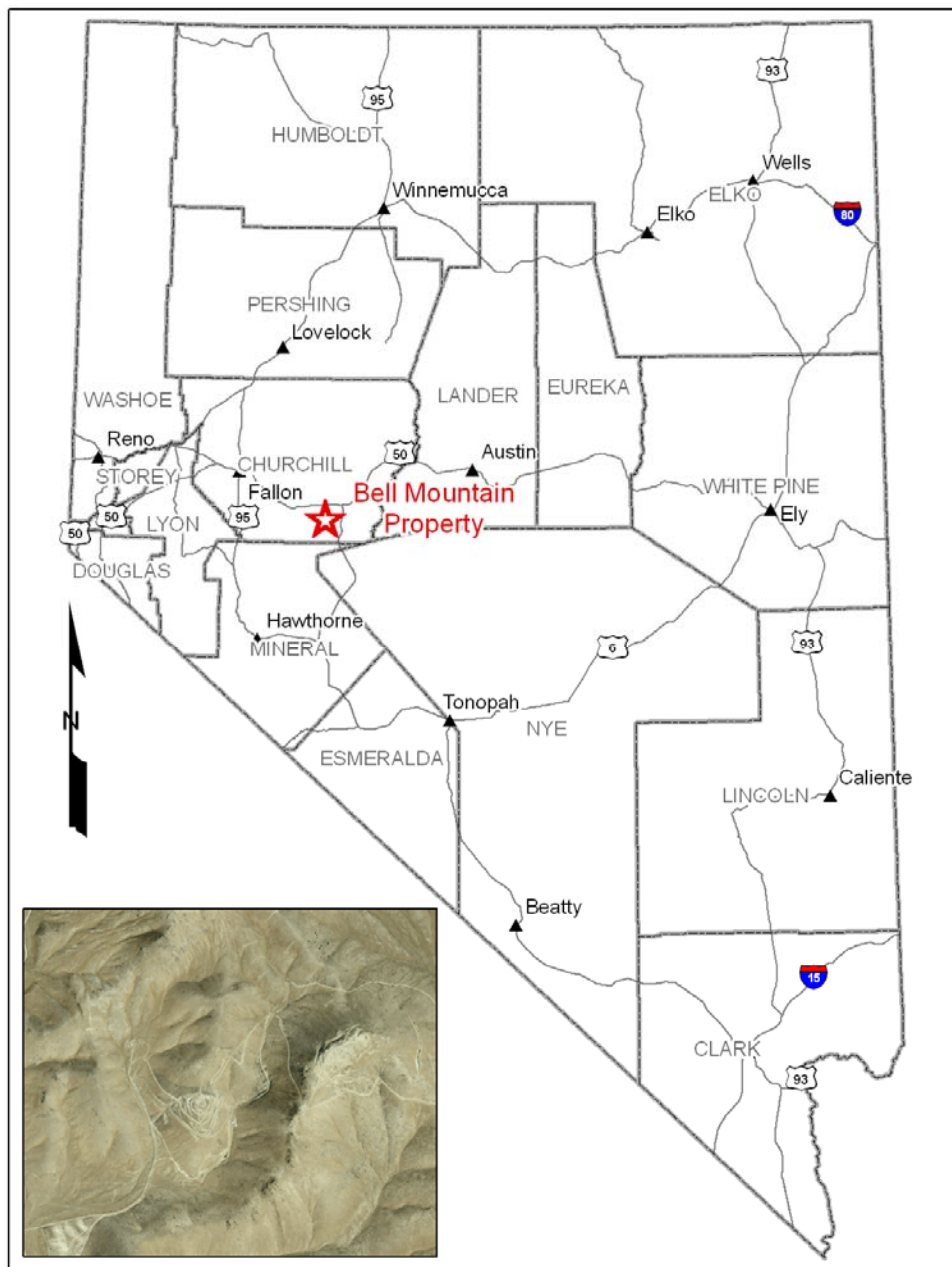 93
95
HUMBOLDT
Wells
ELKO
Winnemucca
Elko
80
PERSHING
Lovelock
WASHOE
LANDER
EUREKA
Reno
50
Austin
STOREY
CHURCHILL
Fallon
Bell Mountain
Property
WHITE PINE
Ely
50
95
LYON
50
DOUGLAS
Hawthorne
MINERAL
6
93
N
Tonopah
NYE
ESMERALDA
Caliente
LINCOLN
Beatty
15
CLARK
93